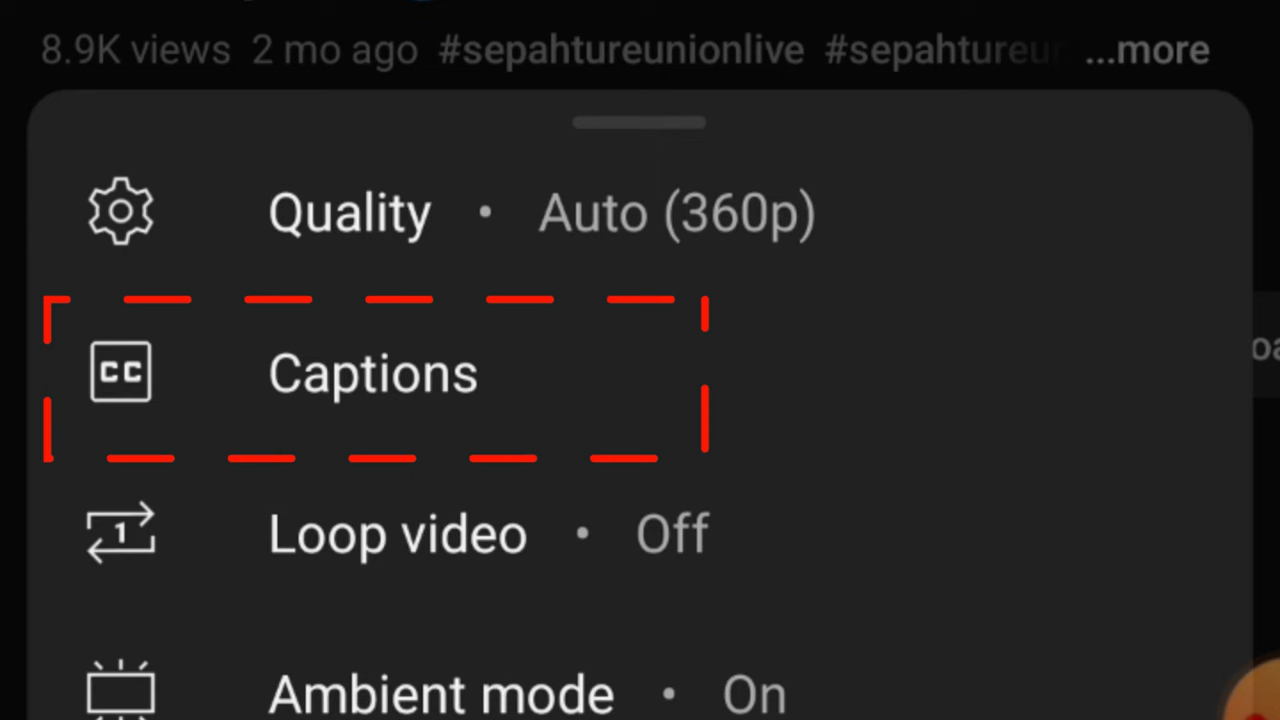 8.9K views 2 mo ago #sepahtureunionlive ...more
Quality • Auto (360p)
CC Captions
1 Loop video • Off
Ambient mode • On